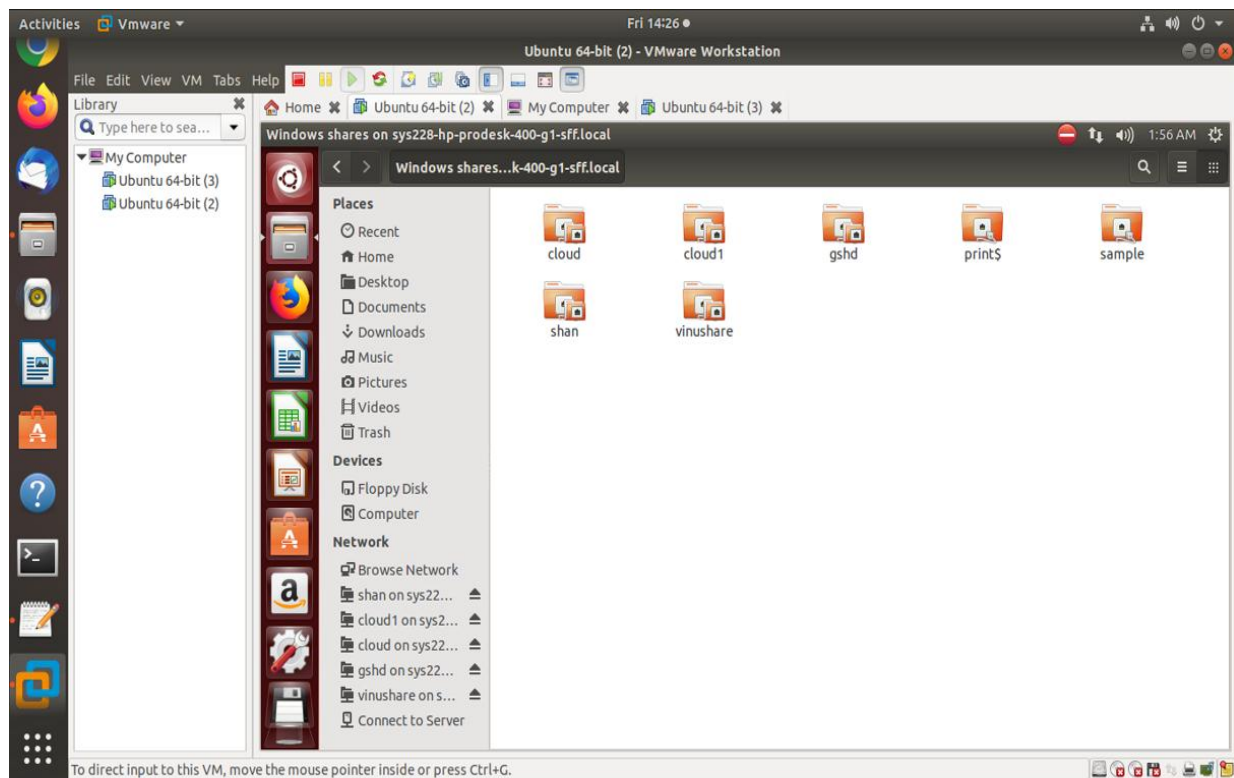 Activities Vmware Fri 14:26
Ubuntu 64-bit (2) - VMware Workstation
File Edit View VM Tabs Help
Library
Type here to sea...
My Computer
Ubuntu 64-bit (3)
Ubuntu 64-bit (2)
Home Ubuntu 64-bit (2) My Computer Ubuntu 64-bit (3)
Windows shares on sys228-hp-prodesk-400-g1-sff.local 1:56 AM
Windows shares...k-400-g1-sff.local
Places
Recent
Home
Desktop
Documents
Downloads
Music
Pictures
Videos
Trash
Devices
Floppy Disk
Computer
Network
Browse Network
shan on sys22...
cloud1 on sys2...
cloud on sys22...
gshd on sys22...
vinushare on s...
Connect to Server
cloud cloud1 gshd print$ sample
shan vinushare
To direct input to this VM, move the mouse pointer inside or press Ctrl+G.